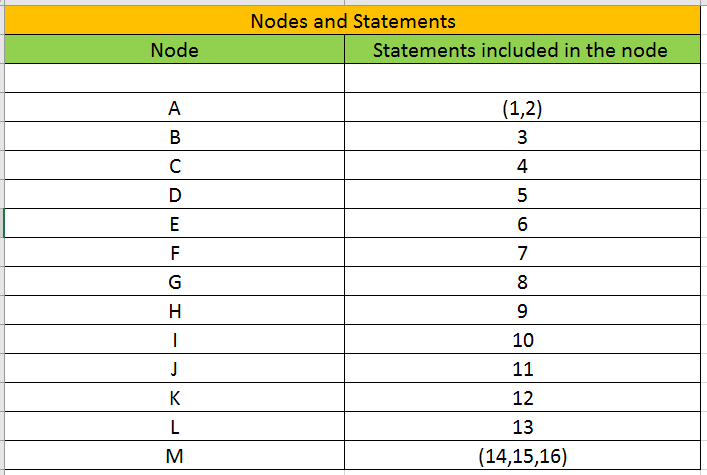 Nodes and Statements
Node Statements included in the node
A (1,2)
B 3
C 4
D 5
E 6
F 7
G 8
H 9
I 10
J 11
K 12
L 13
M (14,15,16)